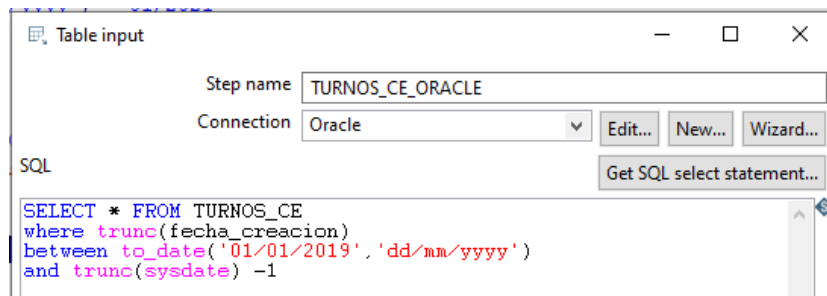 Table input
Step name TURNOS_CE_ORACLE
Connection Oracle Edit... New... Wizard...
SQL Get SQL select statement...
SELECT * FROM TURNOS_CE
where trunc(fecha_creacion)
between to_date('01/01/2019','dd/mm/yyyy')
and trunc(sysdate) -1